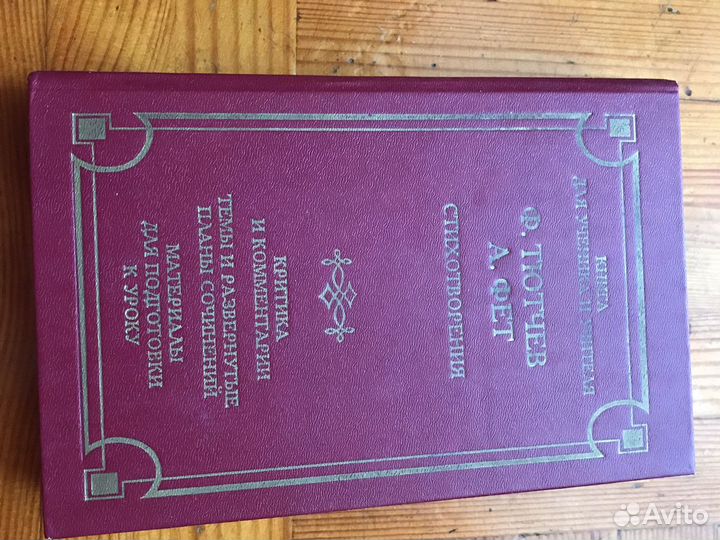 КНИГА
ДЛЯ УЧЕНИКА И УЧИТЕЛЯ
Ф. ТЮТЧЕВ
А. ФЕТ
СТИХОТВОРЕНИЯ
КРИТИКА
И КОММЕНТАРИИ
ТЕМЫ И РАЗВЕРНУТЫЕ
ПЛАНЫ СОЧИНЕНИЙ
МАТЕРИАЛЫ
ДЛЯ ПОДГОТОВКИ
К УРОКУ
Avito